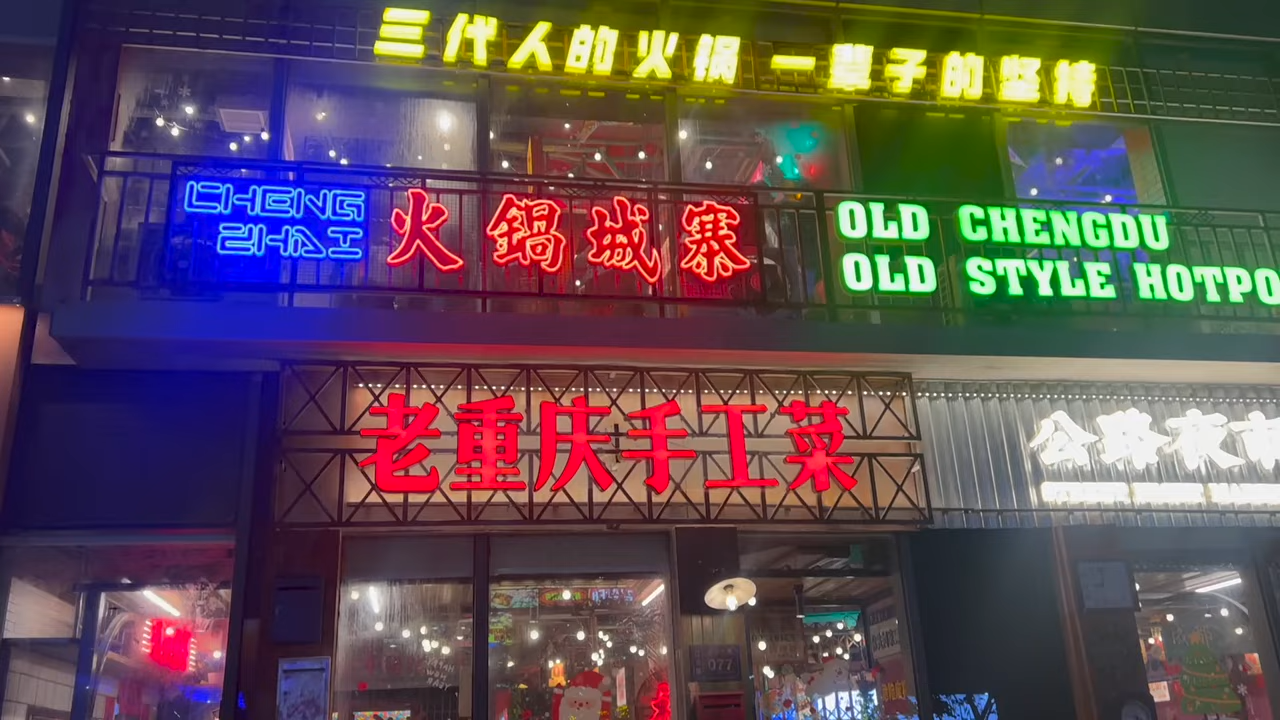 三代人的火锅 一辈子的坚持
CHENG
ZHAI
火鍋城寨
OLD CHENGDU
OLD STYLE HOTPO
老重庆手工菜
公路夜市
077